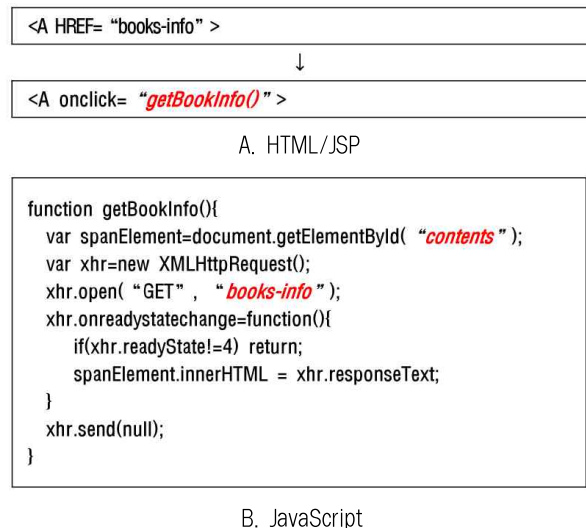 <A HREF= “books-info” >
↓
<A onclick= “getBookInfo()” >
A. HTML/JSP
function getBookInfo(){
var spanElement=document.getElementById( “contents” );
var xhr=new XMLHttpRequest();
xhr.open( “GET” , “books-info” );
xhr.onreadystatechange=function(){
if(xhr.readyState!=4) return;
spanElement.innerHTML = xhr.responseText;
}
xhr.send(null);
}
B. JavaScript